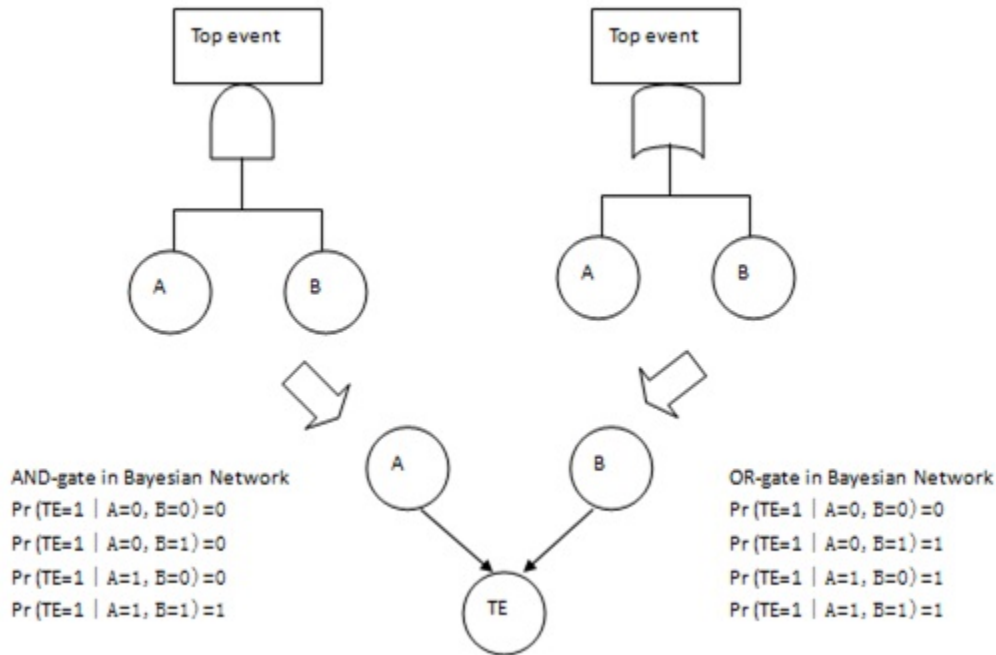 Top event
Top event
A
B
A
B
A
B
AND-gate in Bayesian Network
Pr(TE=1 | A=0, B=0)=0
Pr(TE=1 | A=0, B=1)=0
Pr(TE=1 | A=1, B=0)=0
Pr(TE=1 | A=1, B=1)=1
OR-gate in Bayesian Network
Pr(TE=1 | A=0, B=0)=0
Pr(TE=1 | A=0, B=1)=1
Pr(TE=1 | A=1, B=0)=1
Pr(TE=1 | A=1, B=1)=1
TE